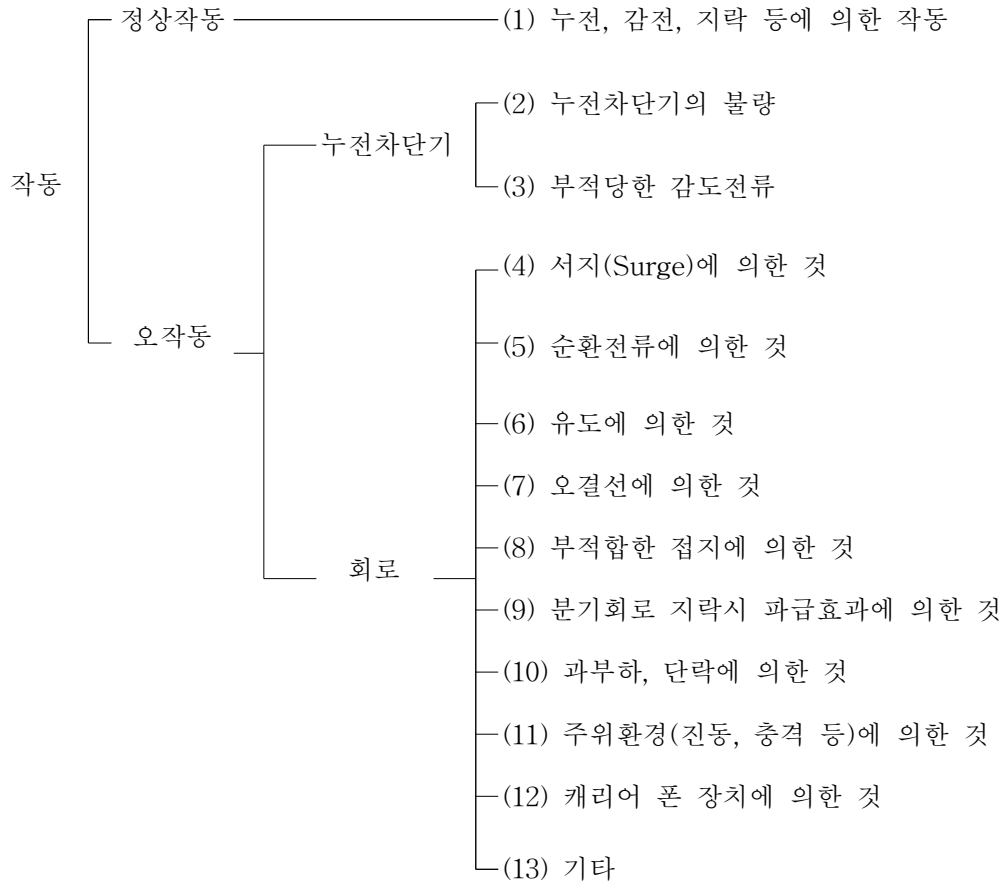 정상작동
(1) 누전, 감전, 지락 등에 의한 작동
(2) 누전차단기의 불량
누전차단기
작동
(3) 부적당한 감도전류
(4) 서지(Surge)에 의한 것
오작동
(5) 순환전류에 의한 것
(6) 유도에 의한 것
(7) 오결선에 의한 것
(8) 부적합한 접지에 의한 것
회로
(9) 분기회로 지락시 파급효과에 의한 것
(10) 과부하, 단락에 의한 것
(11) 주위환경(진동, 충격 등)에 의한 것
(12) 캐리어 폰 장치에 의한 것
(13) 기타